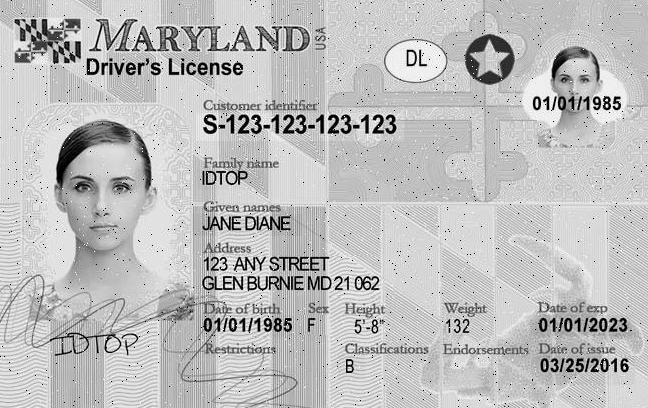 MARYLAND USA
Driver's License
DL
01/01/1985
Customer identifier
S-123-123-123-123
Family name
IDTOP
Given names
JANE DIANE
Address
123 ANY STREET
GLEN BURNIE MD 21 062
Date of birth Sex Height Weight Date of exp
01/01/1985 F 5'-8" 132 01/01/2023
Restrictions Classifications Endorsements Date of issue
B 03/25/2016
IDTOP